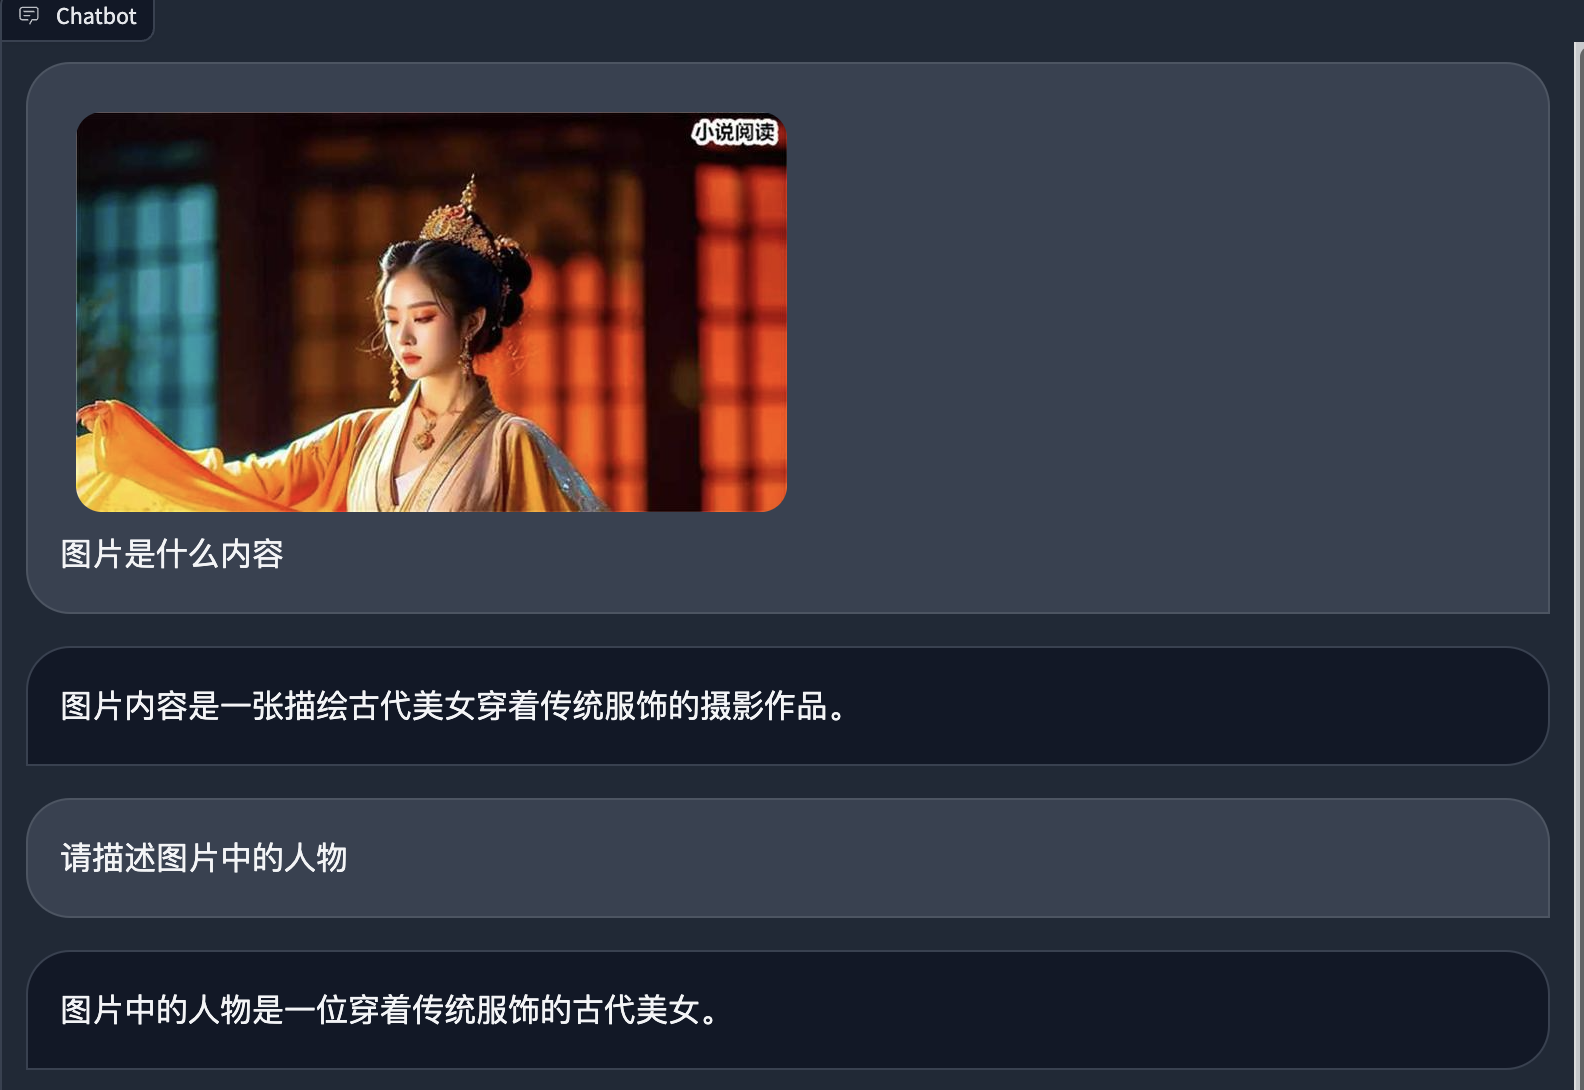 Chatbot
小说阅读
图片是什么内容
图片内容是一张描绘古代美女穿着传统服饰的摄影作品。
请描述图片中的人物
图片中的人物是一位穿着传统服饰的古代美女。